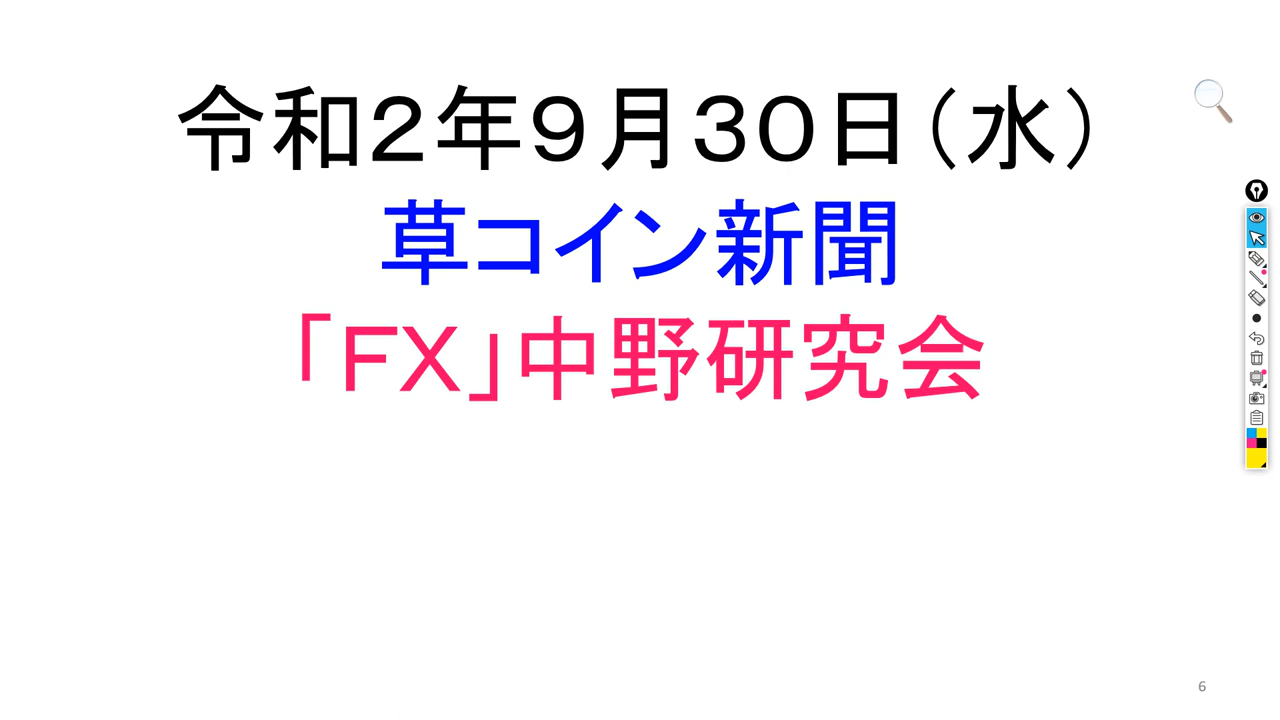 令和２年９月３０日（水）
草コイン新聞
「ＦＸ」中野研究会
6